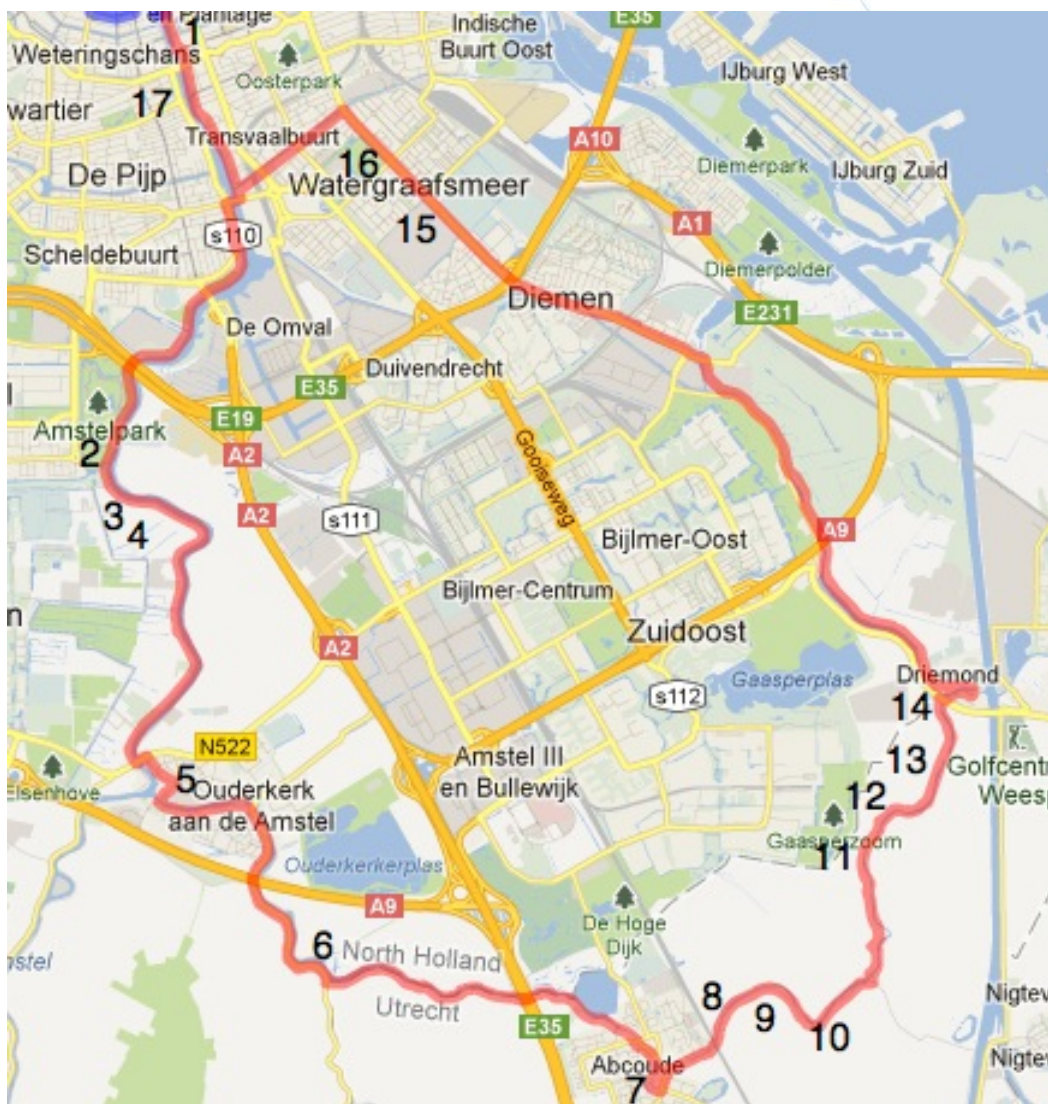 en Plantage
1
E35
Indische
Buurt Oost
Weteringschans
Oosterpark
IJburg West
17
wartier
Transvaalbuurt
A10
16
De Pijp
Watergraafsmeer
Diemerpark
IJburg Zuid
15
A1
s110
Scheldebuurt
Diemerpolder
Diemen
E231
De Omval
Duivendrecht
E35
E19
Amstelpark
2
A2
Gooiseweg
3
4
A2
s111
A9
Bijlmer-Oost
Bijlmer-Centrum
n
A2
Zuidoost
Driemond
Gaasperplas
s112
14
N522
13
Amstel III
en Bullewijk
Golfcentr
Weesp
Elsenhove
5
Ouderkerk
aan de Amstel
12
Gaasperzoom
11
Ouderkerkerplas
A9
De Hoge
Dijk
6
North Holland
nstel
Utrecht
8
9
10
Nigtev
E35
Abcoude
7
Nigtev